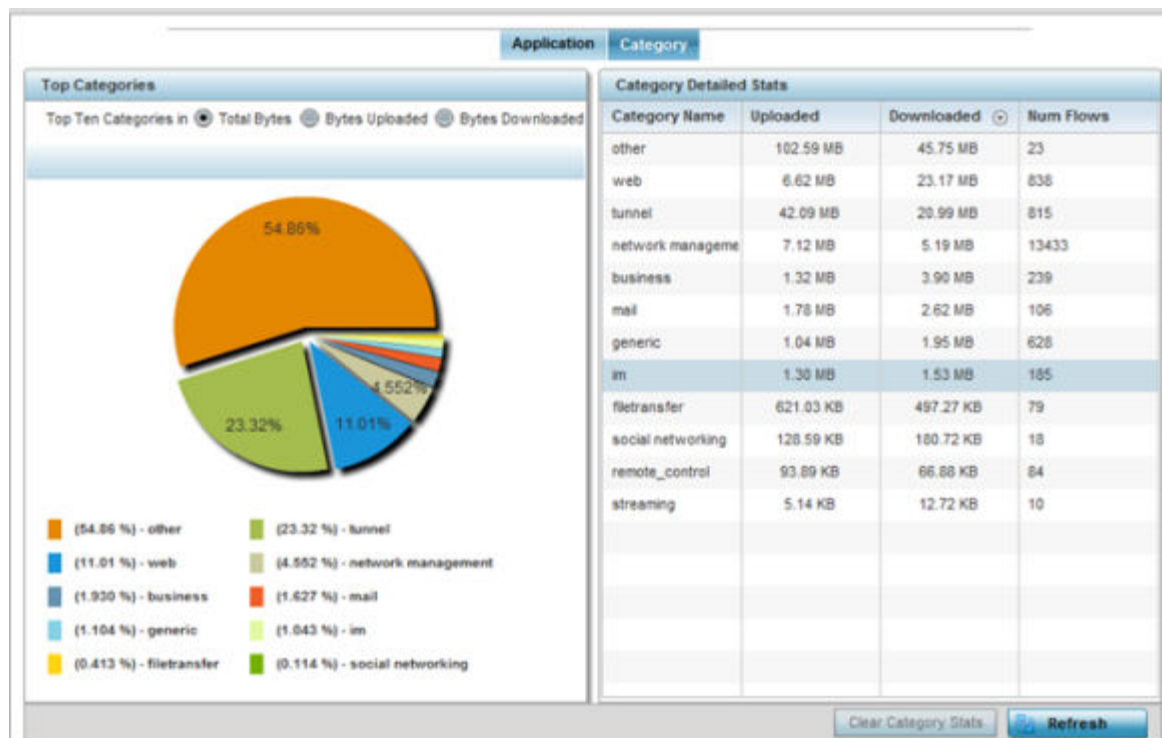 Application Category
Top Categories
Top Ten Categories in Total Bytes Bytes Uploaded Bytes Downloaded
54.86%
4.552%
23.32%
11.01%
(54.86 %) - other
(23.32 %) - tunnel
(11.01 %) - web
(4.552 %) - network management
(1.930 %) - business
(1.627 %) - mail
(1.104 %) - generic
(1.043 %) - im
(0.413 %) - filetransfer
(0.114 %) - social networking
Category Detailed Stats
Category Name Uploaded Downloaded Num Flows
other 102.59 MB 45.75 MB 23
web 6.62 MB 23.17 MB 838
tunnel 42.09 MB 20.99 MB 815
network manageme 7.12 MB 5.19 MB 13433
business 1.32 MB 3.90 MB 239
mail 1.78 MB 2.62 MB 106
generic 1.04 MB 1.95 MB 628
im 1.30 MB 1.53 MB 185
filetransfer 621.03 KB 497.27 KB 79
social networking 128.59 KB 180.72 KB 18
remote_control 93.89 KB 66.88 KB 84
streaming 5.14 KB 12.72 KB 10
Clear Category Stats Refresh